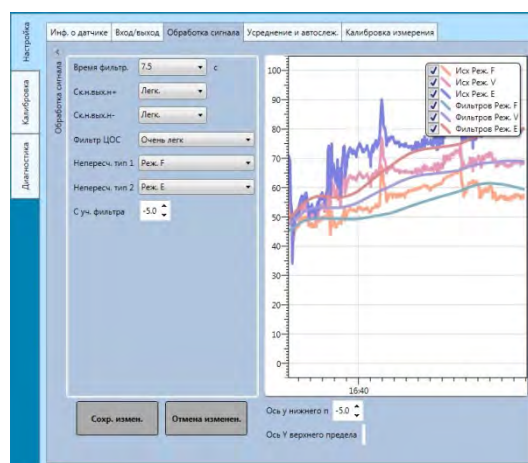 Настройка
Калибровка
Диагностика
Инф. о датчике Вход/выход Обработка сигнала Усреднение и автослеж. Калибровка измерения
Обработка сигнала
Время фильтр. 7.5 с
Ск.н.вых.н+ Легк.
Ск.н.вых.н- Легк.
Фильтр ЦОС Очень легк
Непересч. тип 1 Реж. F
Непересч. тип 2 Реж. E
С уч. фильтра -5.0
Сохр. измен. Отмена изменен.
100
90
80
70
60
50
40
30
20
10
0
16:40
Исх Реж. F
Исх Реж. V
Исх Реж. E
Фильтров Реж. F
Фильтров Реж. V
Фильтров Реж. E
Ось y нижнего п -5.0
Ось Y верхнего предела